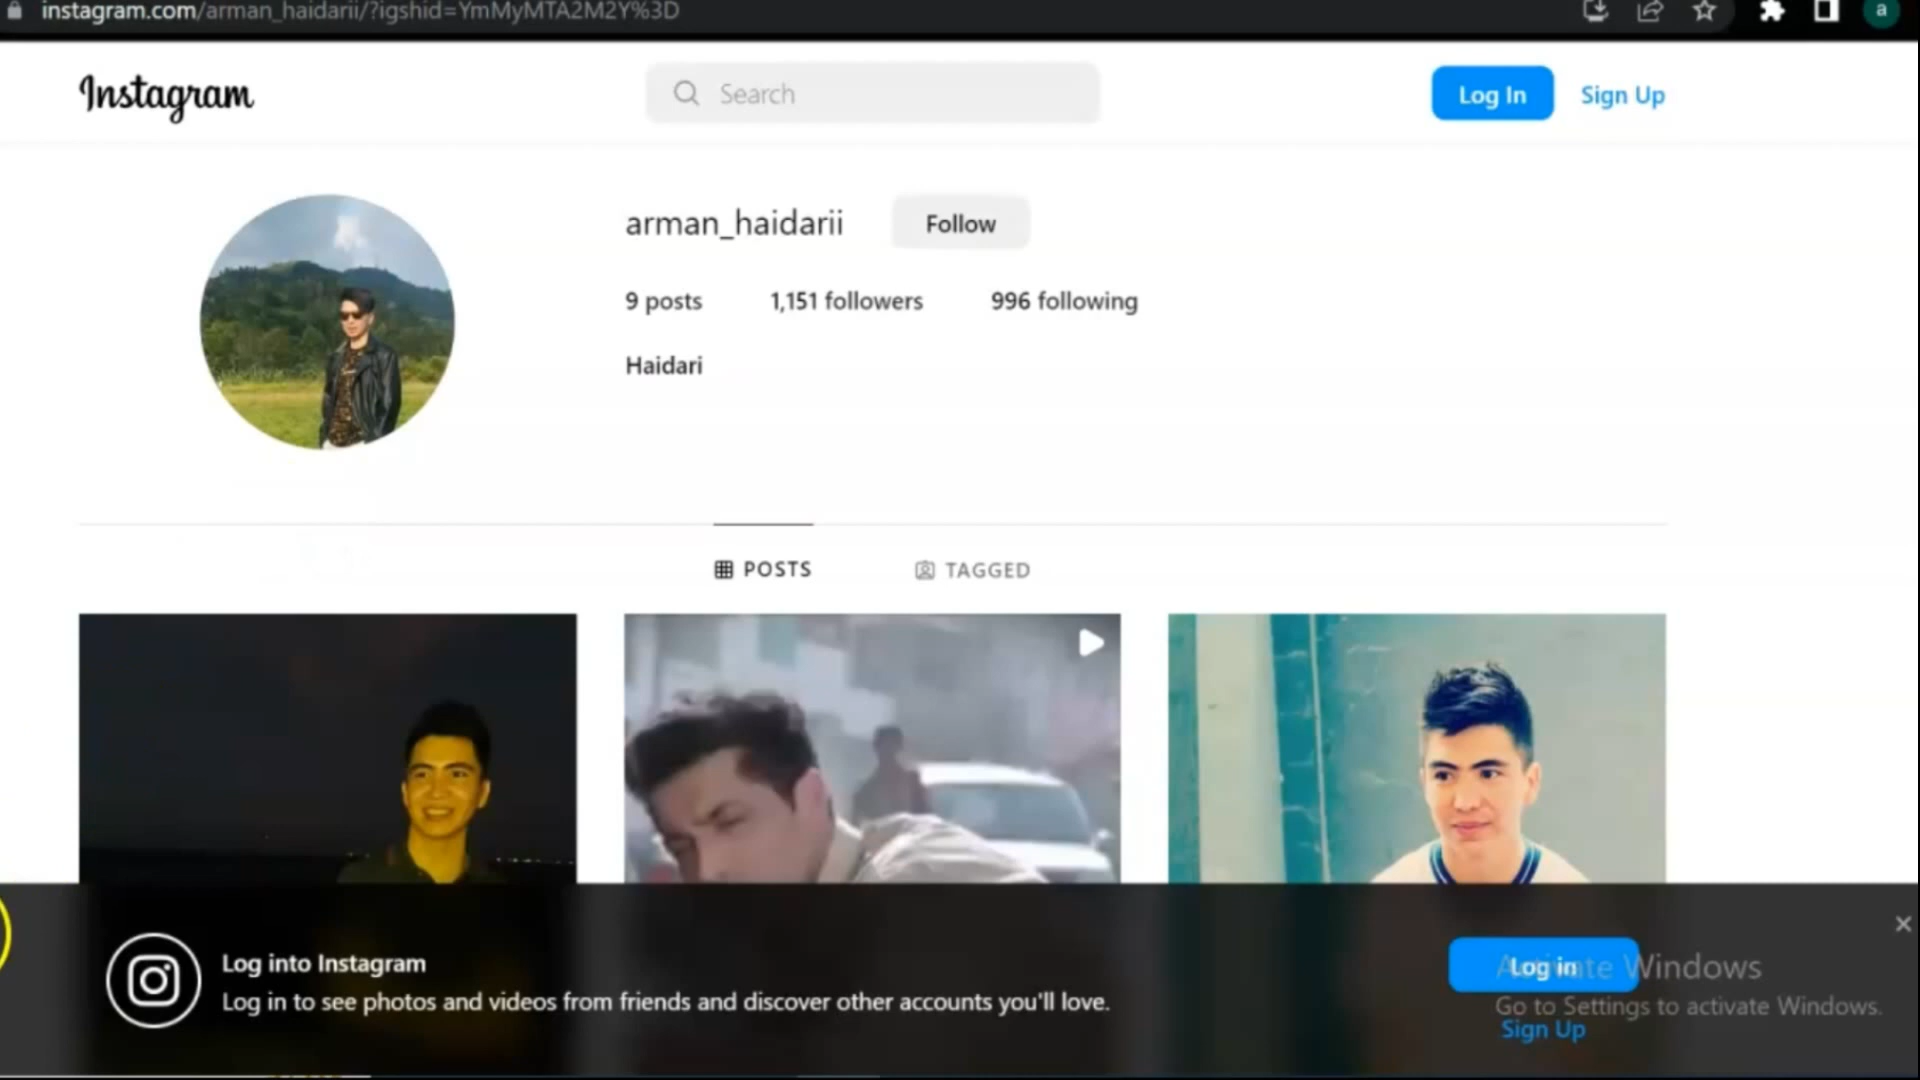 instagram.com/arman_haidarii/?igshid=YmMyMTA2M2Y%3D
a
Instagram
Search
Log In
Sign Up
arman_haidarii
Follow
9 posts
1,151 followers
996 following
Haidari
POSTS
TAGGED
Log into Instagram
Log in to see photos and videos from friends and discover other accounts you'll love.
Log in
Activate Windows
Go to Settings to activate Windows.
Sign Up